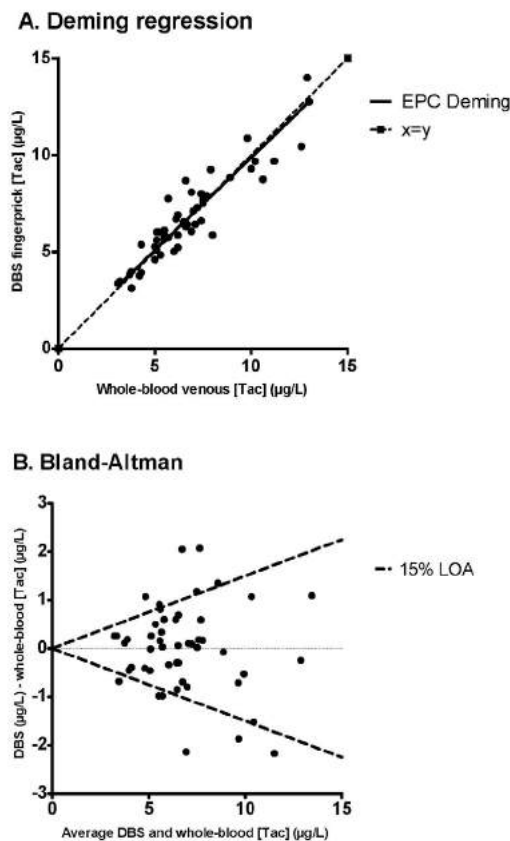 A. Deming regression
15
10
5
0
DBS fingerprick [Tac] (µg/L)
0 5 10 15
Whole-blood venous [Tac] (µg/L)
EPC Deming
x=y
B. Bland-Altman
3
2
1
0
-1
-2
-3
DBS (µg/L) - whole-blood [Tac] (µg/L)
0 5 10 15
Average DBS and whole-blood [Tac] (µg/L)
15% LOA